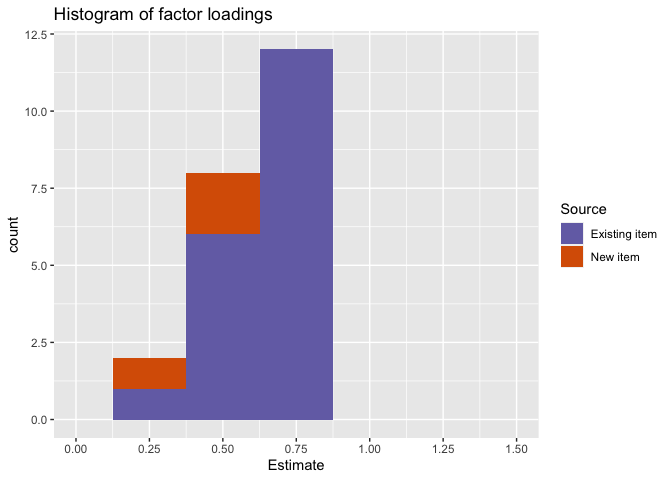 Histogram of factor loadings
12.5
10.0
7.5
5.0
2.5
0.0
count
0.00 0.25 0.50 0.75 1.00 1.25 1.50
Estimate
Source
Existing item
New item